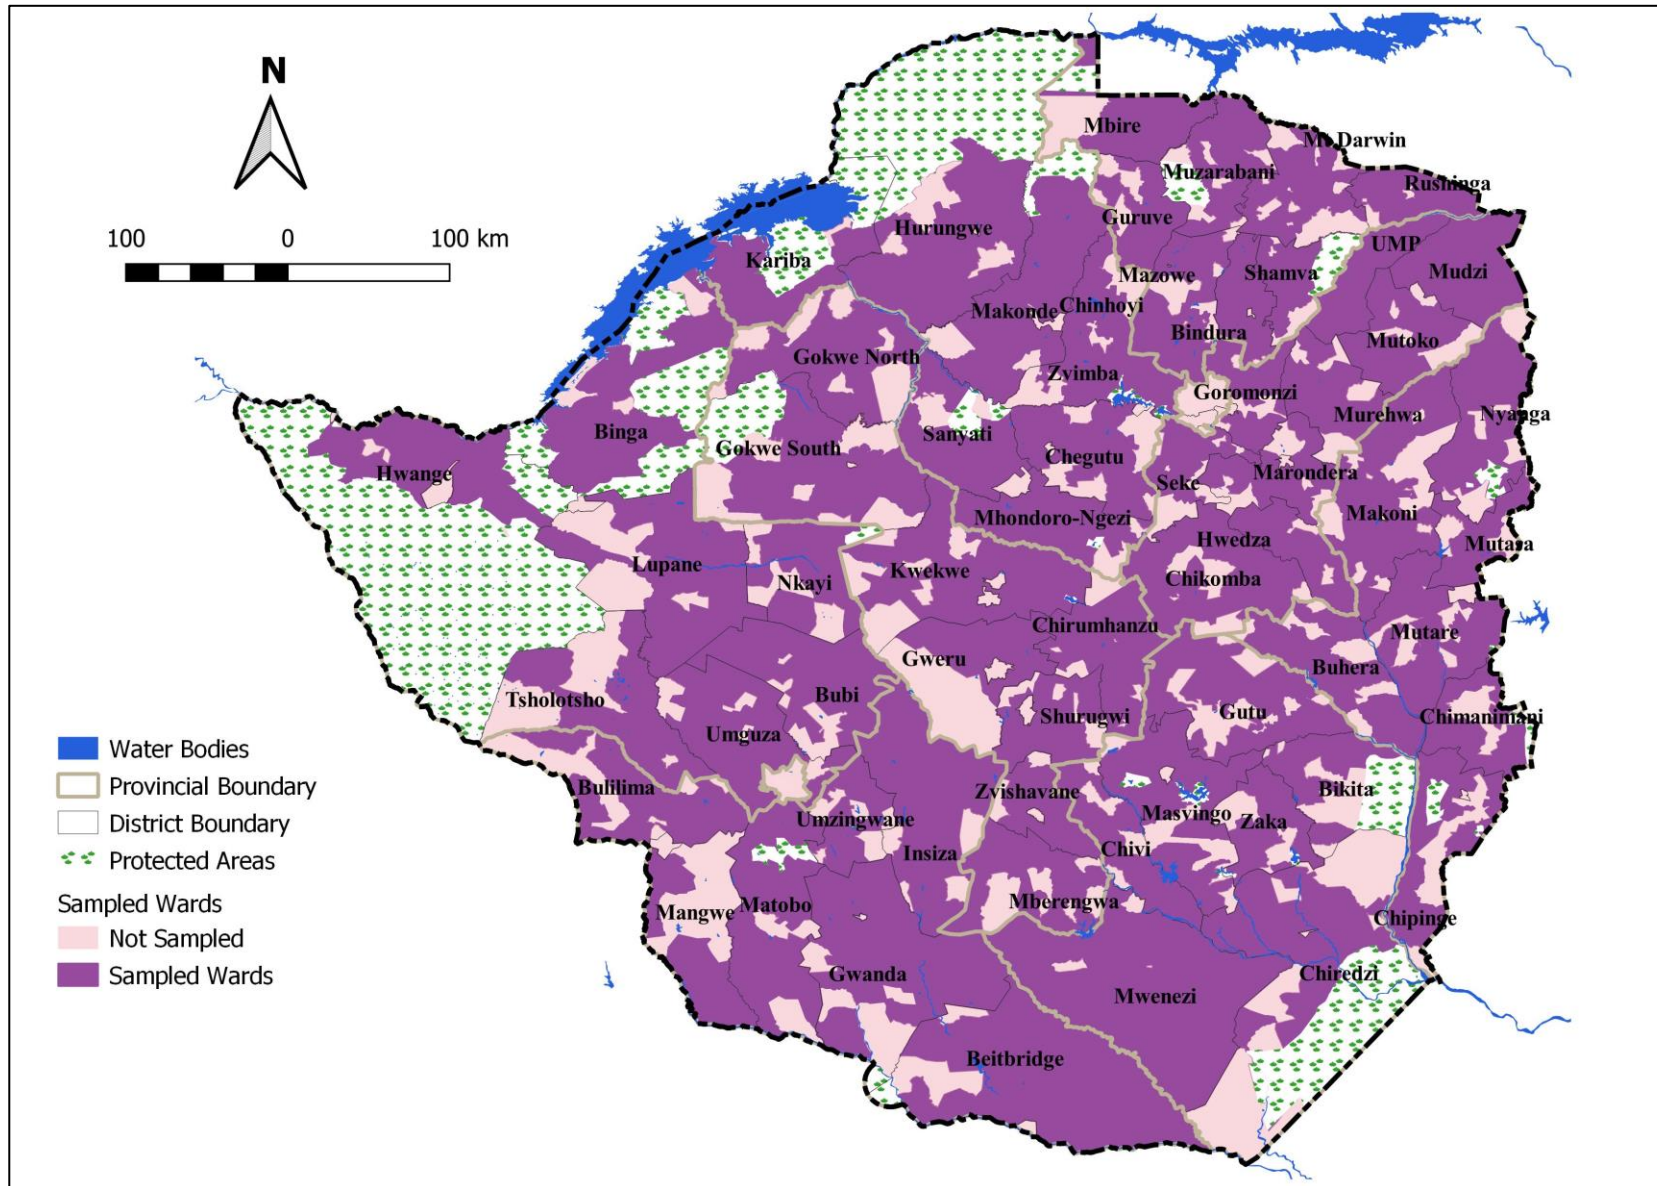 N
100 0 100 km
Mbire
Mt Darwin
Muzarabani
Rushinga
Guruve
Hurungwe
UMP
Kariba
Mazowe
Shamva
Mudzi
Makonde
Chinhoyi
Bindura
Mutoko
Gokwe North
Zvimba
Goromonzi
Murehwa
Nyanga
Binga
Sanyati
Gokwe South
Chegutu
Marondera
Hwange
Seke
Mhondoro-Ngezi
Makoni
Hwedza
Mutasa
Lupane
Kwekwe
Nkayi
Chikomba
Chirumhanzu
Mutare
Gweru
Buhera
Tsholotsho
Bubi
Shurugwi
Gutu
Chimanimani
Umguza
Bulilima
Zvishavane
Bikita
Masvingo
Umzingwane
Zaka
Insiza
Chivi
Mangwe
Matobo
Mberengwa
Chipinge
Gwanda
Chiredzi
Mwenezi
Beitbridge
Water Bodies
Provincial Boundary
District Boundary
Protected Areas
Sampled Wards
Not Sampled
Sampled Wards